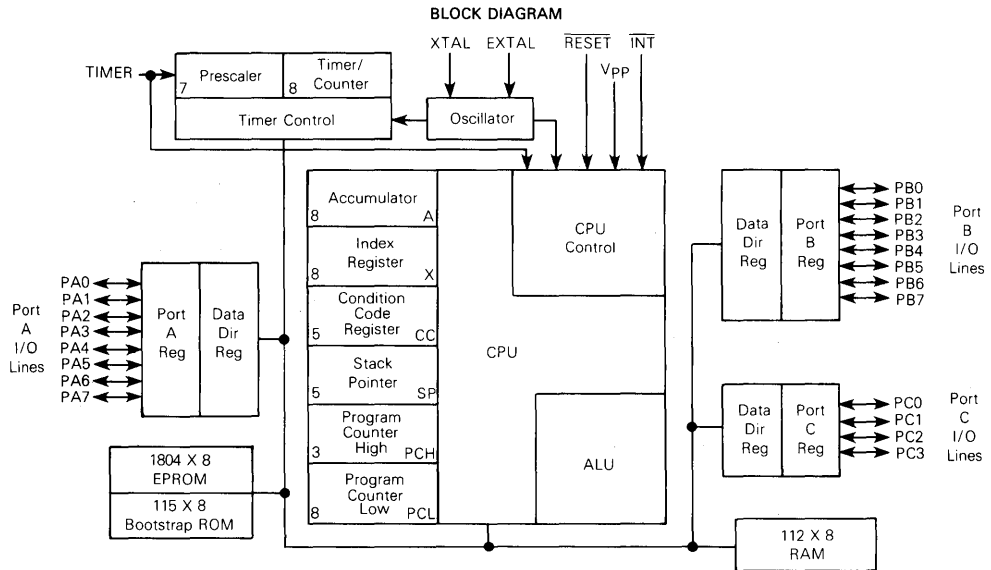 BLOCK DIAGRAM
XTAL EXTAL RESET INT
VPP
TIMER
Prescaler
7
Timer/
Counter
8
Timer Control
Oscillator
Accumulator
8 A
Index
Register
8 X
Condition
Code
Register
5 CC
Stack
Pointer
5 SP
Program
Counter
High
3 PCH
Program
Counter
Low
8 PCL
CPU
CPU
Control
ALU
Port
A
I/O
Lines
PA0
PA1
PA2
PA3
PA4
PA5
PA6
PA7
Port
A
Reg
Data
Dir
Reg
1804 X 8
EPROM
115 X 8
Bootstrap ROM
Data
Dir
Reg
Port
B
Reg
PB0
PB1
PB2
PB3
PB4
PB5
PB6
PB7
Port
B
I/O
Lines
Data
Dir
Reg
Port
C
Reg
PC0
PC1
PC2
PC3
Port
C
I/O
Lines
112 X 8
RAM